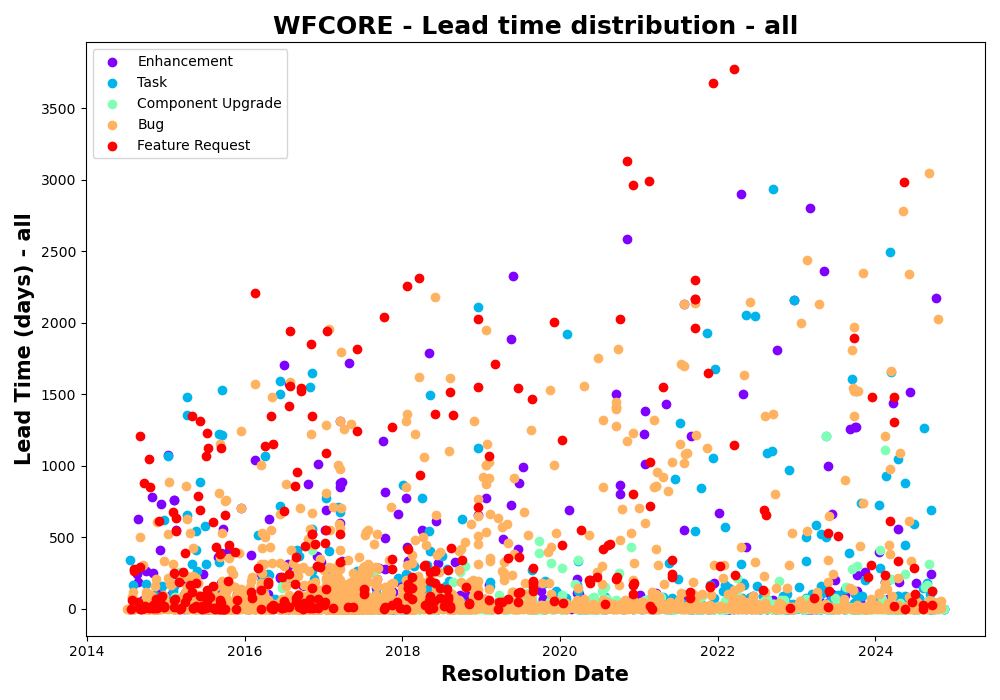 WFCORE - Lead time distribution - all
Enhancement
Task
Component Upgrade
Bug
Feature Request
Lead Time (days) - all
3500
3000
2500
2000
1500
1000
500
0
2014 2016 2018 2020 2022 2024
Resolution Date